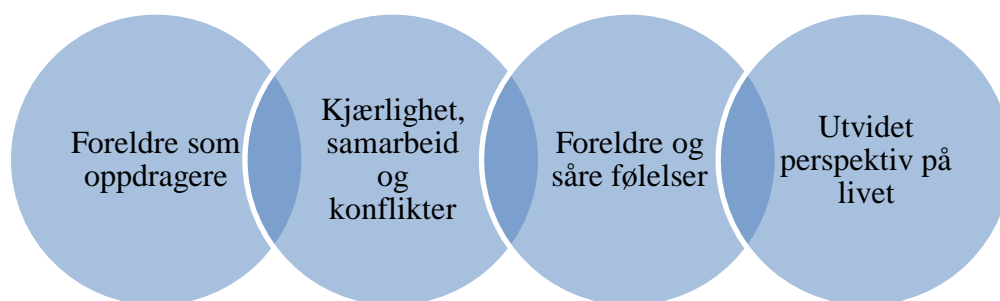 Foreldre som
oppdragere
Kjærlighet,
samarbeid
og
konflikter
Foreldre og
såre følelser
Utvidet
perspektiv på
livet